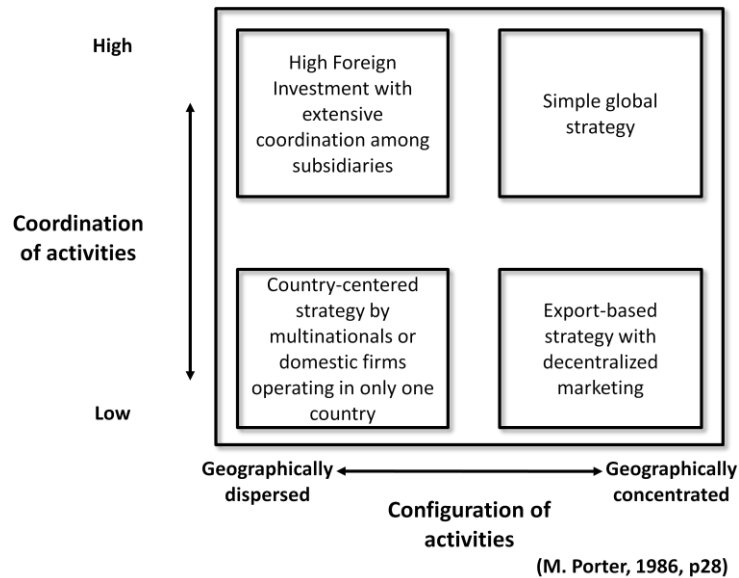 High
High Foreign
Investment with
extensive
coordination among
subsidiaries
Simple global
strategy
Coordination
of activities
Country-centered
strategy by
multinationals or
domestic firms
operating in only one
country
Export-based
strategy with
decentralized
marketing
Low
Geographically
dispersed
Geographically
concentrated
Configuration of
activities
(M. Porter, 1986, p28)